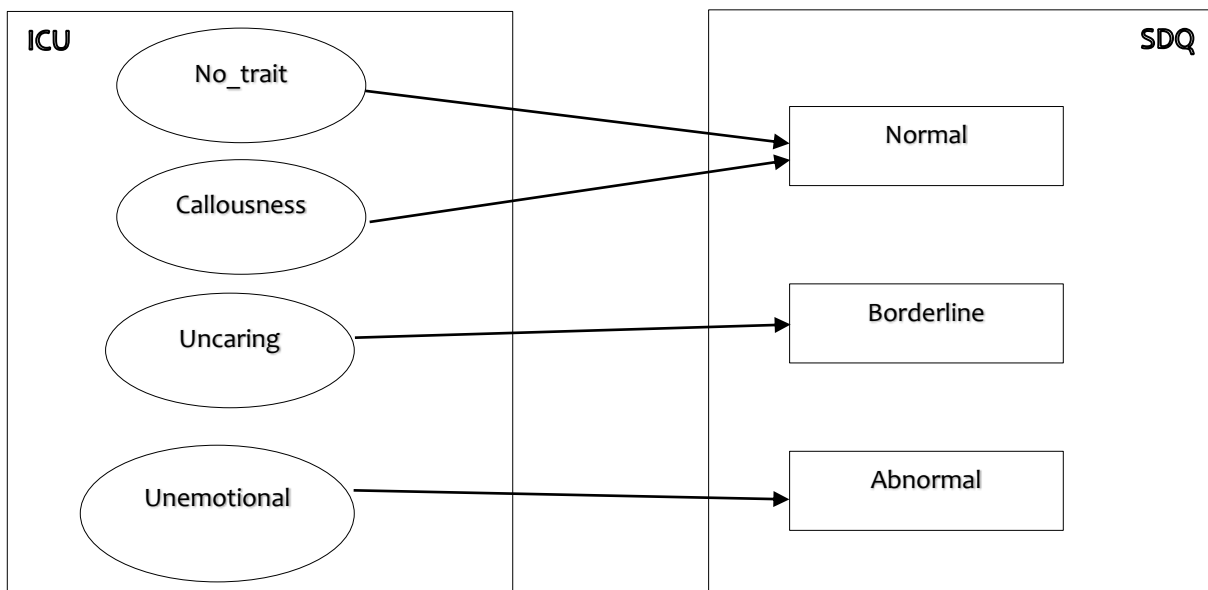 ICU
SDQ
No_trait
Callousness
Uncaring
Unemotional
Normal
Borderline
Abnormal